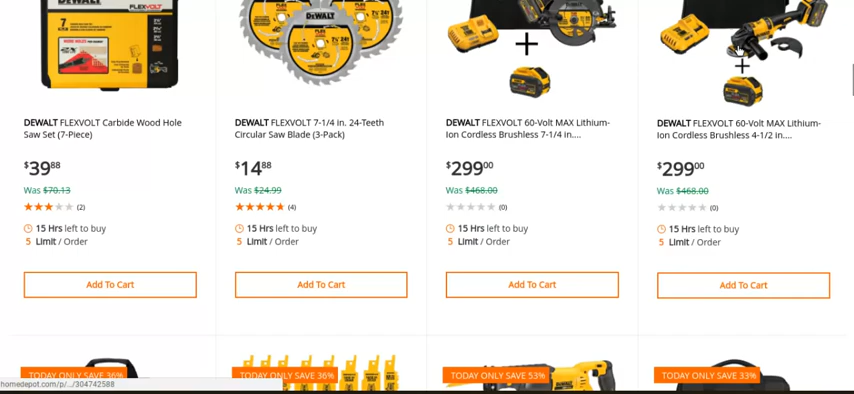 DEWALT FLEXVOLT
7
DEWALT
DEWALT FLEXVOLT Carbide Wood Hole
Saw Set (7-Piece)
$39 88
Was $70.13
(2)
15 Hrs left to buy
5 Limit / Order
Add To Cart
DEWALT FLEXVOLT 7-1/4 in. 24-Teeth
Circular Saw Blade (3-Pack)
$14 88
Was $24.99
(4)
15 Hrs left to buy
5 Limit / Order
Add To Cart
DEWALT FLEXVOLT 60-Volt MAX Lithium-
Ion Cordless Brushless 7-1/4 in....
$299 00
Was $468.00
(0)
15 Hrs left to buy
5 Limit / Order
Add To Cart
DEWALT FLEXVOLT 60-Volt MAX Lithium-
Ion Cordless Brushless 4-1/2 in....
$299 00
Was $468.00
(0)
15 Hrs left to buy
5 Limit / Order
Add To Cart
TODAY ONLY SAVE 36%
TODAY ONLY SAVE 36%
TODAY ONLY SAVE 53%
TODAY ONLY SAVE 33%
homedepot.com/p/.../304742588